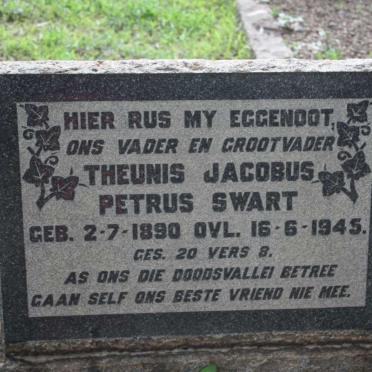 HIER RUS MY EGGENOOT,
ONS VADER EN GROOTVADER
THEUNIS JACOBUS
PETRUS SWART
GEB. 2-7-1890 OVL. 16-6-1945.
GES. 20 VERS 8.
AS ONS DIE DOODSVALLEI BETREE
GAAN SELF ONS BESTE VRIEND NIE MEE.